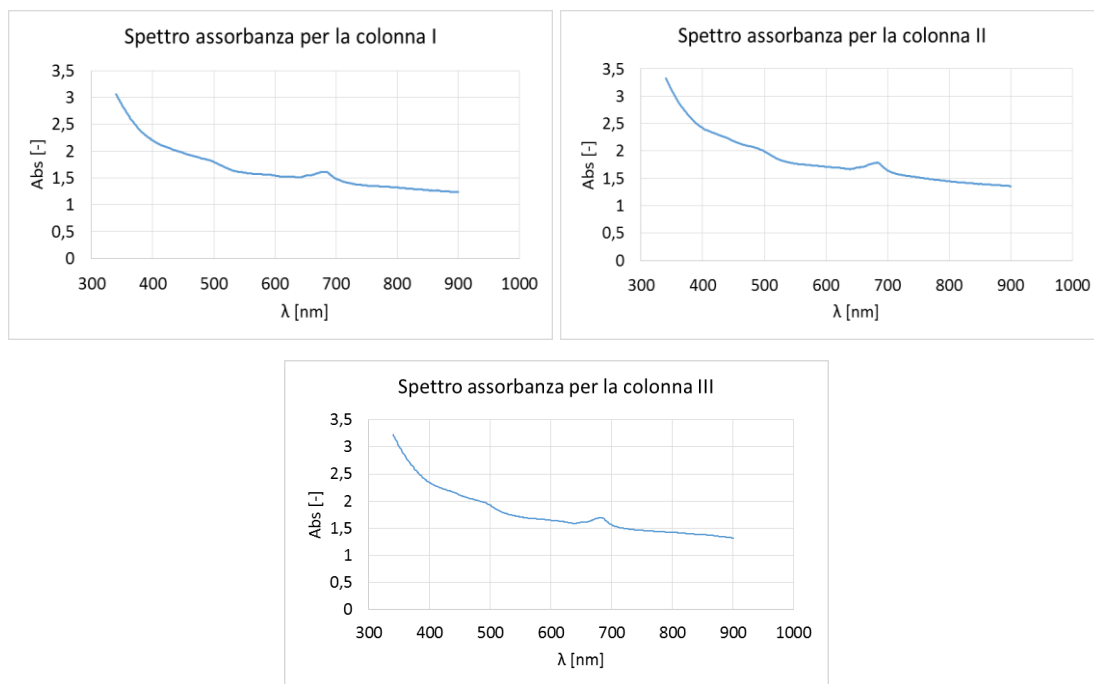 Spettro assorbanza per la colonna I
3,5
3
2,5
2
1,5
1
0,5
0
Abs [-]
300 400 500 600 700 800 900 1000
λ [nm]
Spettro assorbanza per la colonna II
3,5
3
2,5
2
1,5
1
0,5
0
Abs [-]
300 400 500 600 700 800 900 1000
λ [nm]
Spettro assorbanza per la colonna III
3,5
3
2,5
2
1,5
1
0,5
0
Abs [-]
300 400 500 600 700 800 900 1000
λ [nm]